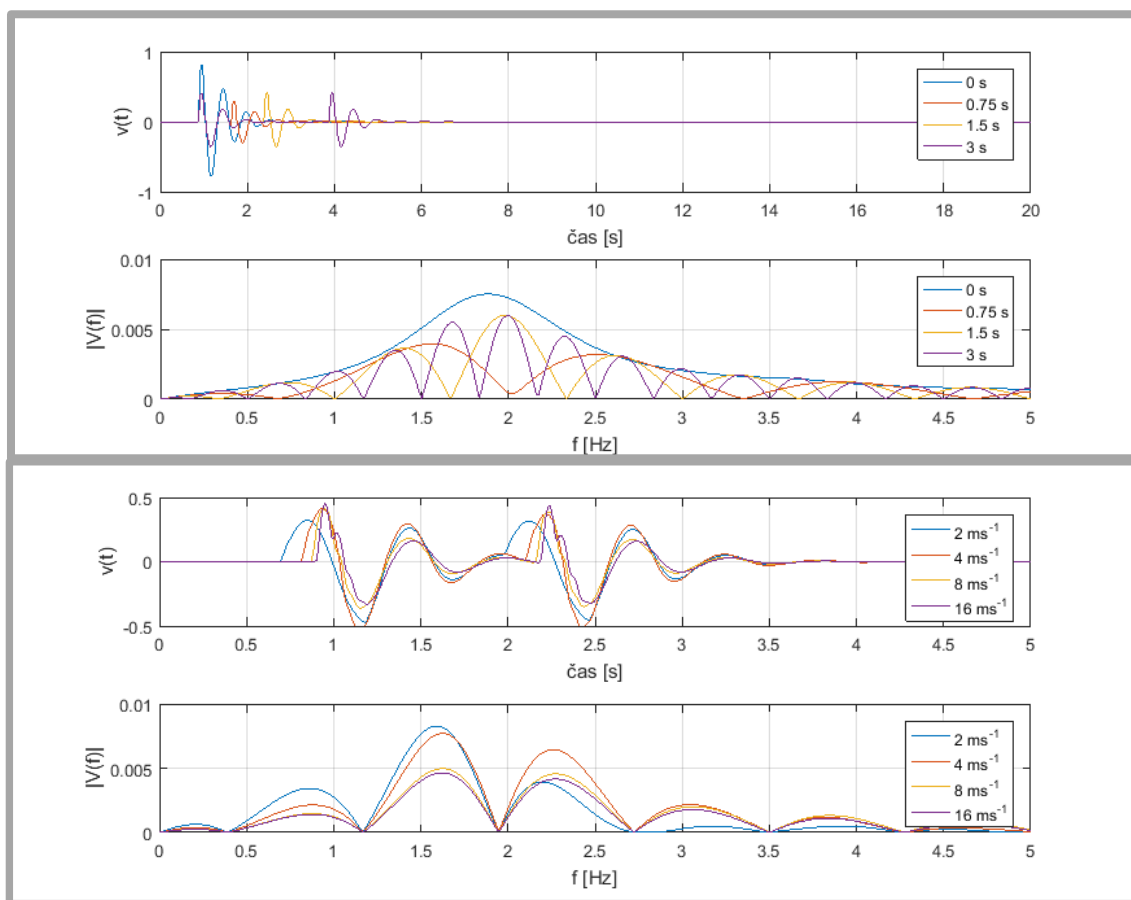 1
0
-1
v(t)
0 2 4 6 8 10 12 14 16 18 20
čas [s]
0 s
0.75 s
1.5 s
3 s
0.01
0.005
0
|V(f)|
0 0.5 1 1.5 2 2.5 3 3.5 4 4.5 5
f [Hz]
0 s
0.75 s
1.5 s
3 s
0.5
0
-0.5
v(t)
0 0.5 1 1.5 2 2.5 3 3.5 4 4.5 5
čas [s]
2 ms⁻¹
4 ms⁻¹
8 ms⁻¹
16 ms⁻¹
0.01
0.005
0
|V(f)|
0 0.5 1 1.5 2 2.5 3 3.5 4 4.5 5
f [Hz]
2 ms⁻¹
4 ms⁻¹
8 ms⁻¹
16 ms⁻¹